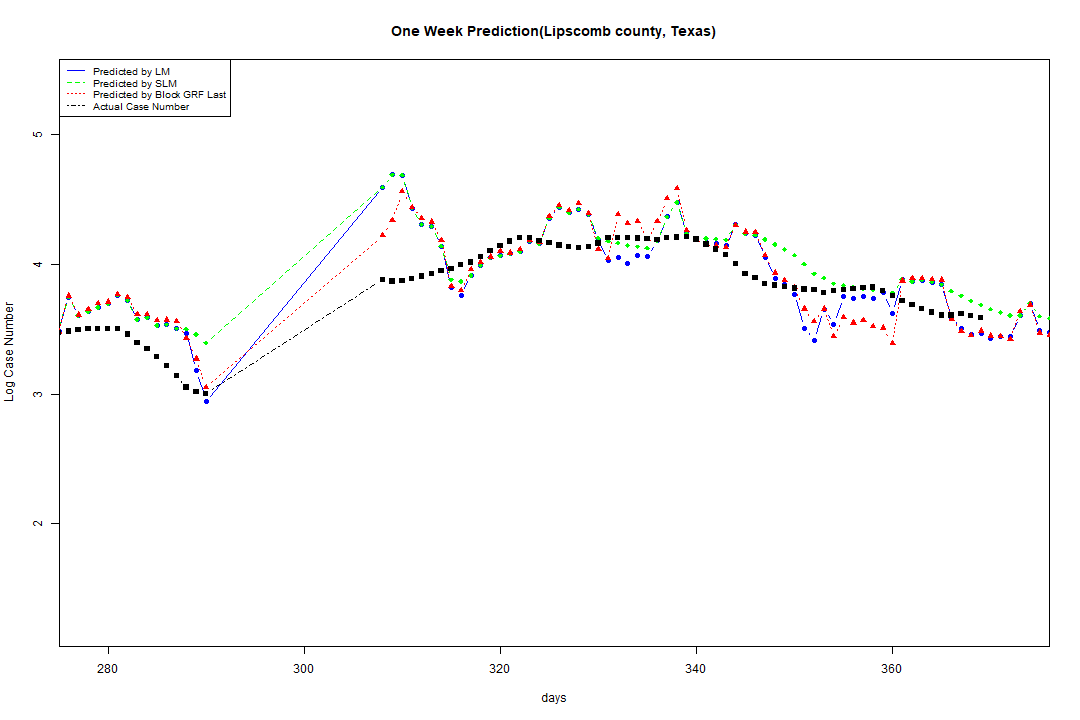 One Week Prediction(Lipscomb county, Texas)
Predicted by LM
Predicted by SLM
Predicted by Block GRF Last
Actual Case Number
5
4
3
2
Log Case Number
280 300 320 340 360
days